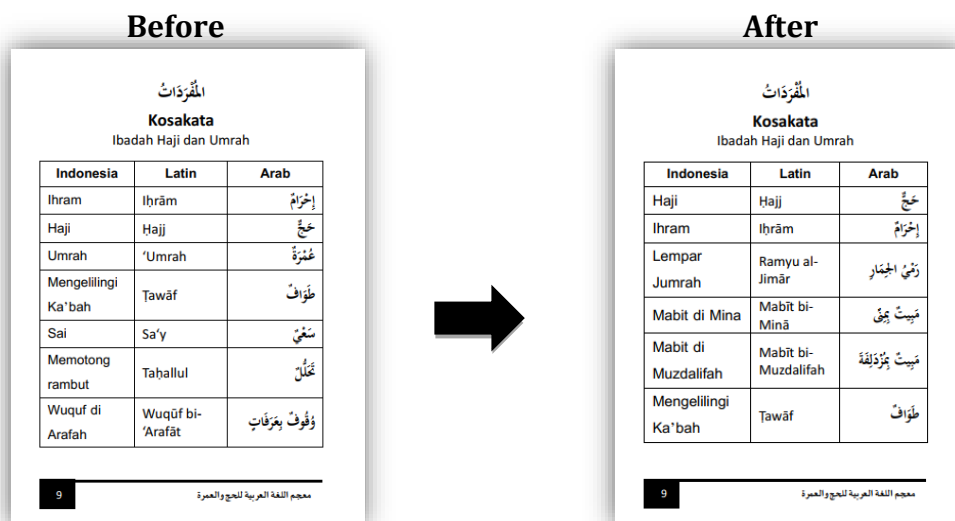 Before
المُفْرَدَاتُ
Kosakata
Ibadah Haji dan Umrah
Indonesia Latin Arab
Ihram Iḥrām إِحْرَامٌ
Haji Ḥajj حَجٌّ
Umrah ‘Umrah عُمْرَةٌ
Mengelilingi
Ka’bah Ṭawāf طَوَافٌ
Sai Sa‘y سَعْيٌ
Memotong
rambut Taḥallul تَحَلُّلٌ
Wuquf di
Arafah Wuqūf bi-
‘Arafāt وُقُوفٌ بِعَرَفَاتٍ
9 معجم اللغة العربية للحج والعمرة
After
المُفْرَدَاتُ
Kosakata
Ibadah Haji dan Umrah
Indonesia Latin Arab
Haji Ḥajj حَجٌّ
Ihram Iḥrām إِحْرَامٌ
Lempar
Jumrah Ramyu al-
Jimār رَمْيُ الجِمَارِ
Mabit di Mina Mabīt bi-
Minā مَبِيتٌ بِمِنًى
Mabit di
Muzdalifah Mabīt bi-
Muzdalifah مَبِيتٌ بِمُزْدَلِفَةَ
Mengelilingi
Ka’bah Ṭawāf طَوَافٌ
9 معجم اللغة العربية للحج والعمرة